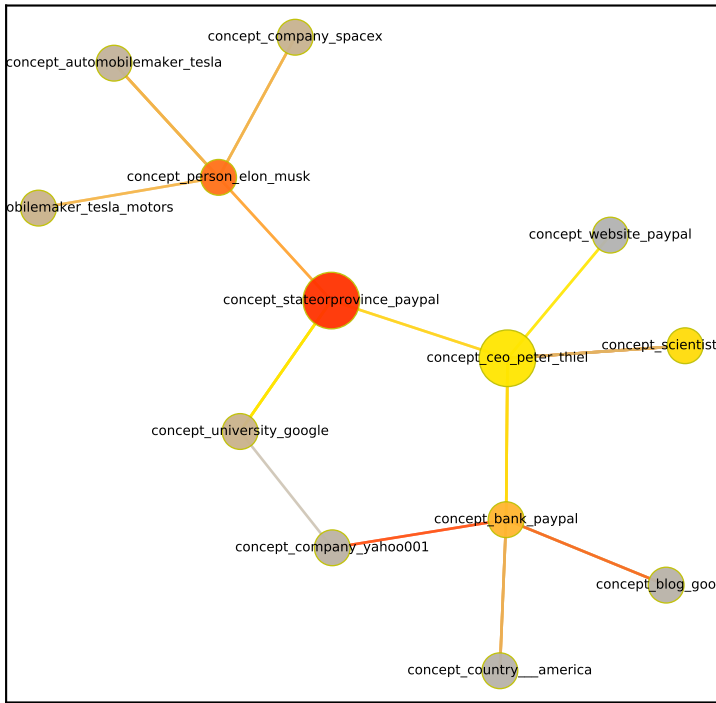 concept_company_spacex
concept_automobilemaker_tesla
concept_person_elon_musk
obilemaker_tesla_motors
concept_website_paypal
concept_stateorprovince_paypal
concept_scientist
concept_ceo_peter_thiel
concept_university_google
concept_bank_paypal
concept_company_yahoo001
concept_blog_goo
concept_country___america